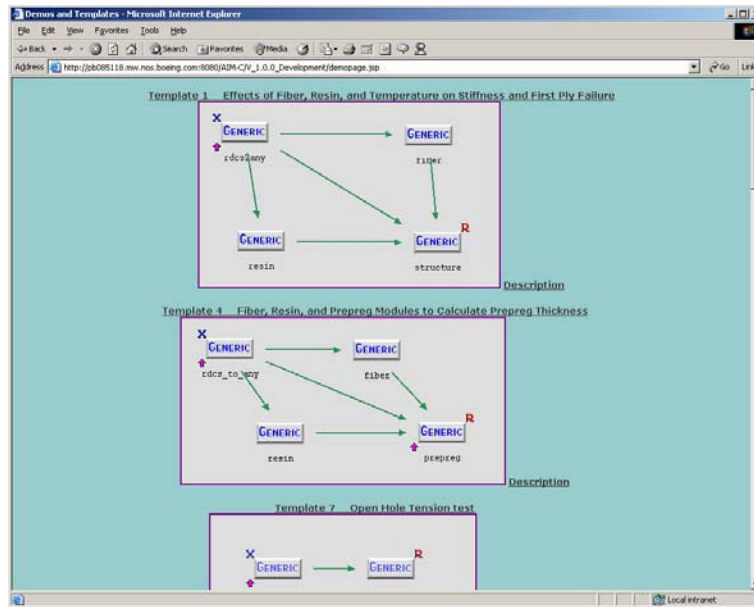 Demos and Templates - Microsoft Internet Explorer
File Edit View Favorites Tools Help
Back Search Favorites Media
Address http://pb085118.mw.nos.boeing.com:8080/AIM-C/V_1.0.0_Development/demopage.jsp Go Link
Template 1 Effects of Fiber, Resin, and Temperature on Stiffness and First Ply Failure
X
GENERIC GENERIC
rdcs2any fiber
R
GENERIC GENERIC
resin structure
Description
Template 4 Fiber, Resin, and Prepreg Modules to Calculate Prepreg Thickness
X
GENERIC GENERIC
rdcs_to_any fiber
R
GENERIC GENERIC
resin prepreg
Description
Template 7 Open Hole Tension test
X R
GENERIC GENERIC
Local intranet